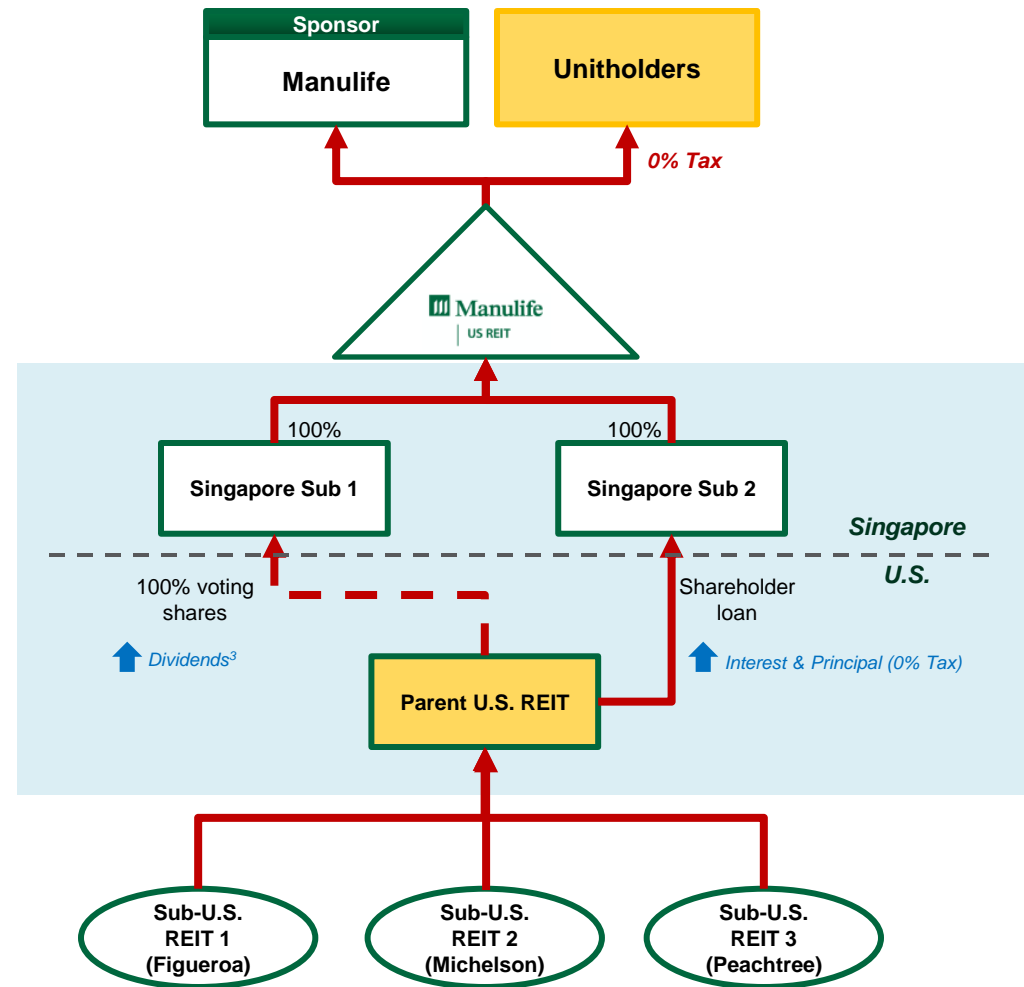 Sponsor
Manulife
Unitholders
0% Tax
Manulife
US REIT
100%
100%
Singapore Sub 1
Singapore Sub 2
Singapore
U.S.
100% voting
shares
Shareholder
loan
Dividends³
Interest & Principal (0% Tax)
Parent U.S. REIT
Sub-U.S.
REIT 1
(Figueroa)
Sub-U.S.
REIT 2
(Michelson)
Sub-U.S.
REIT 3
(Peachtree)